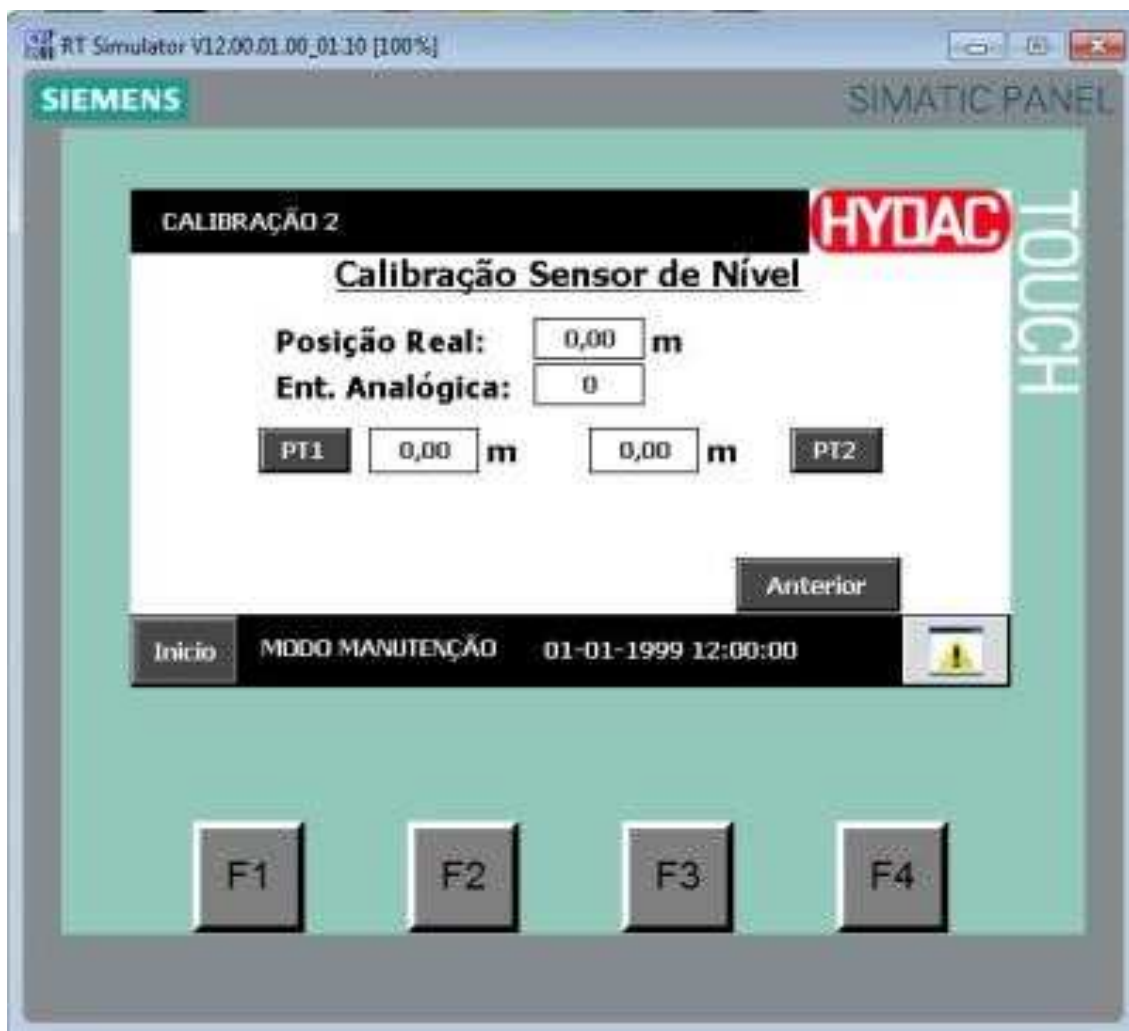 RT Simulator V12.00.01.00_01.10 [100%]
SIEMENS SIMATIC PANEL
TOUCH
CALIBRAÇÃO 2 HYDAC
Calibração Sensor de Nível
Posição Real: 0,00 m
Ent. Analógica: 0
PT1 0,00 m 0,00 m PT2
Anterior
Inicio MODO MANUTENÇÃO 01-01-1999 12:00:00
F1 F2 F3 F4